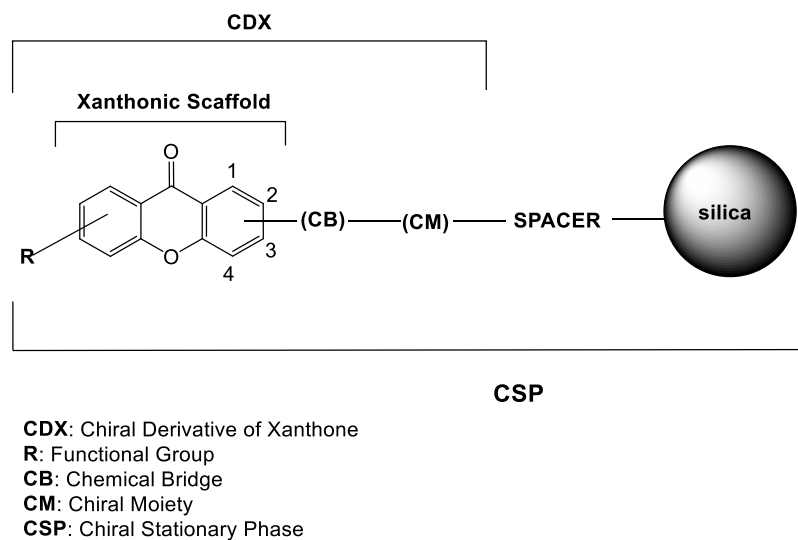 CDX
Xanthonic Scaffold
O
1
2
(CB)
(CM)
SPACER
silica
R
O
3
4
CSP
CDX: Chiral Derivative of Xanthone
R: Functional Group
CB: Chemical Bridge
CM: Chiral Moiety
CSP: Chiral Stationary Phase